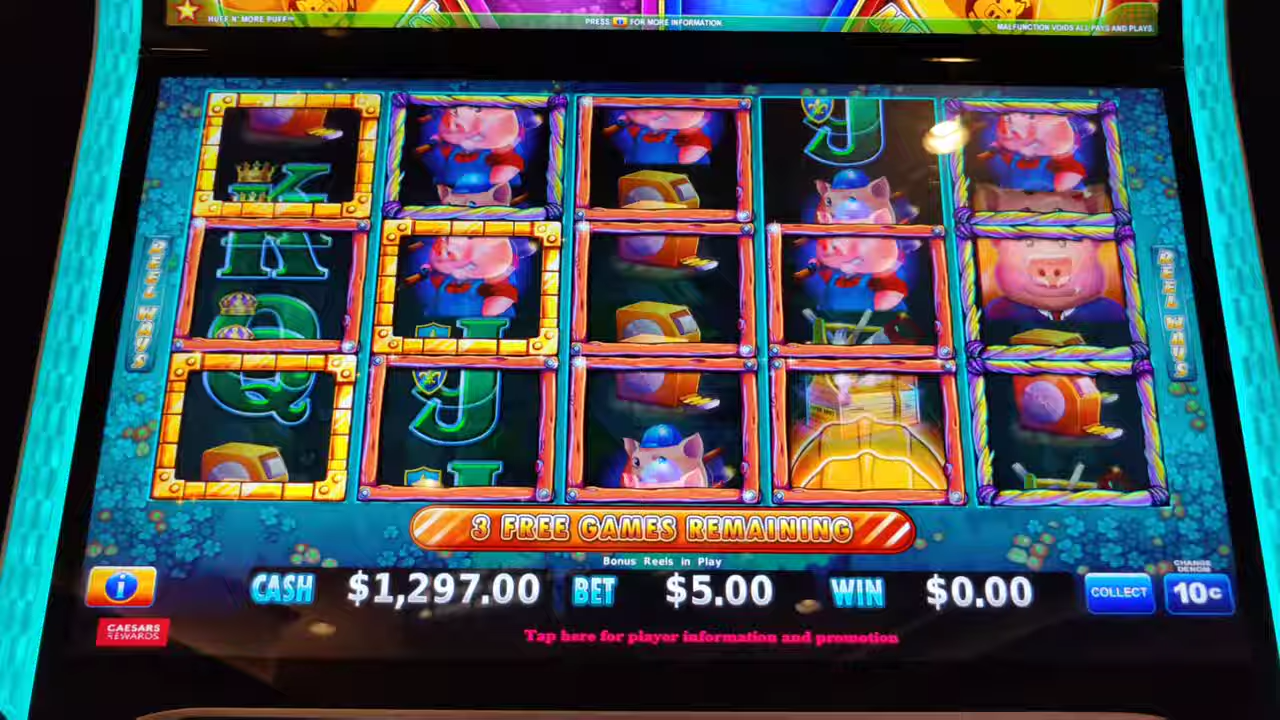 HUFF N' MORE PUFF™
PRESS i FOR MORE INFORMATION
MALFUNCTION VOIDS ALL PAYS AND PLAYS.
J
K
K
REEL WAYS
REEL WAYS
Q
J
Q
J
J
3 FREE GAMES REMAINING
Bonus Reels in Play
CASH $1,297.00 BET $5.00 WIN $0.00
COLLECT
CHANGE DENOM
10¢
CAESARS
REWARDS
Tap here for player information and promotion